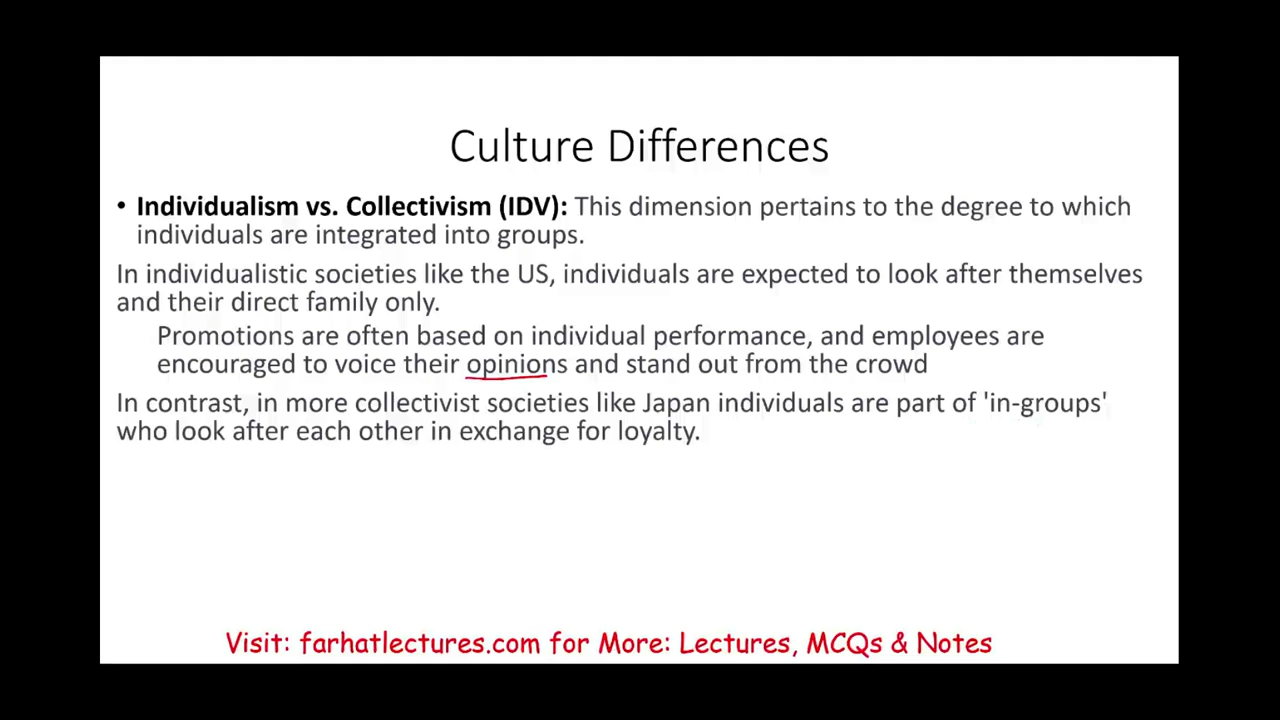 Culture Differences
• Individualism vs. Collectivism (IDV): This dimension pertains to the degree to which
individuals are integrated into groups.
In individualistic societies like the US, individuals are expected to look after themselves
and their direct family only.
Promotions are often based on individual performance, and employees are
encouraged to voice their opinions and stand out from the crowd
In contrast, in more collectivist societies like Japan individuals are part of 'in-groups'
who look after each other in exchange for loyalty.
Visit: farhatlectures.com for More: Lectures, MCQs & Notes